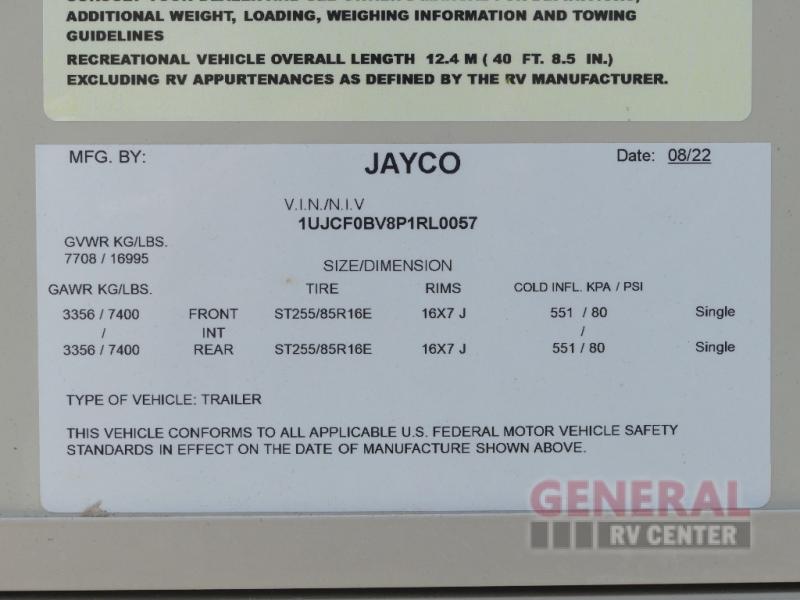 ADDITIONAL WEIGHT, LOADING, WEIGHING INFORMATION AND TOWING
GUIDELINES
RECREATIONAL VEHICLE OVERALL LENGTH 12.4 M ( 40 FT. 8.5 IN.)
EXCLUDING RV APPURTENANCES AS DEFINED BY THE RV MANUFACTURER.
MFG. BY: JAYCO Date: 08/22
V.I.N./N.I.V
1UJCF0BV8P1RL0057
GVWR KG/LBS.
7708 / 16995
SIZE/DIMENSION
GAWR KG/LBS. TIRE RIMS COLD INFL. KPA / PSI
3356 / 7400 FRONT ST255/85R16E 16X7 J 551 / 80 Single
/ INT /
3356 / 7400 REAR ST255/85R16E 16X7 J 551 / 80 Single
TYPE OF VEHICLE: TRAILER
THIS VEHICLE CONFORMS TO ALL APPLICABLE U.S. FEDERAL MOTOR VEHICLE SAFETY
STANDARDS IN EFFECT ON THE DATE OF MANUFACTURE SHOWN ABOVE.
GENERAL
RV CENTER